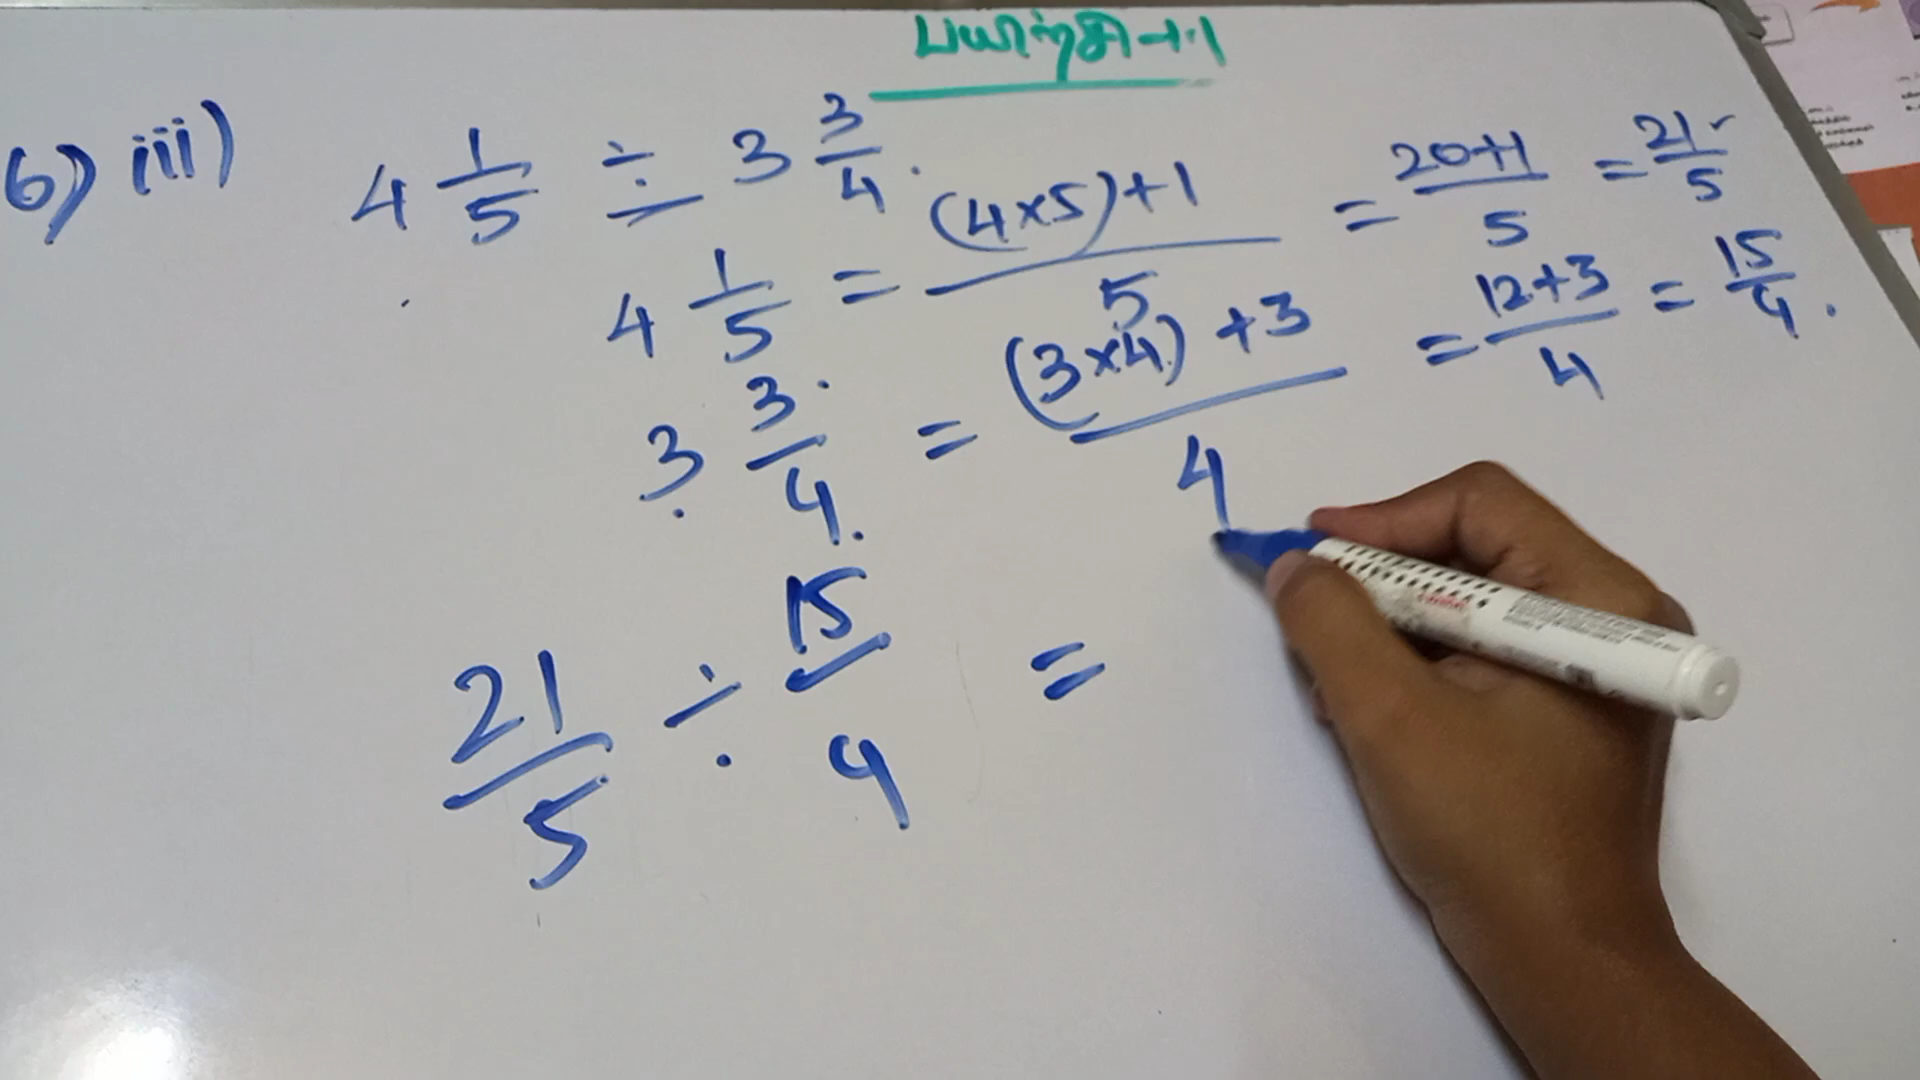 பயிற்சி-1.1
6) iii) 4 1/5 ÷ 3 3/4.
4 1/5 = (4×5)+1/5 = 20+1/5 = 21/5
3 3/4 = (3×4)+3/4 = 12+3/4 = 15/4.
21/5 ÷ 15/4 =